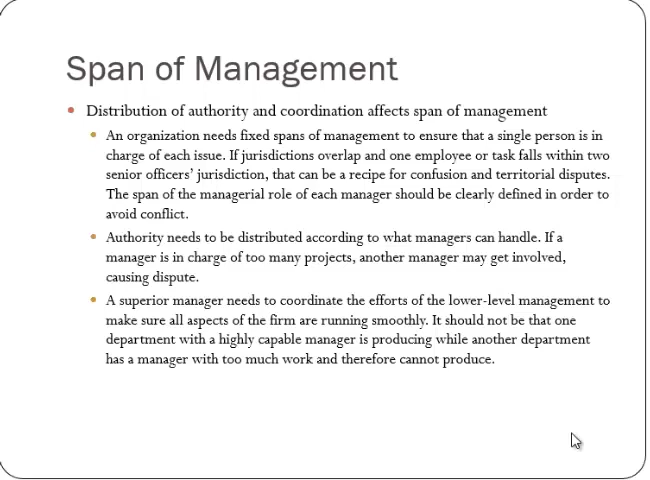 Span of Management
Distribution of authority and coordination affects span of management
An organization needs fixed spans of management to ensure that a single person is in
charge of each issue. If jurisdictions overlap and one employee or task falls within two
senior officers’ jurisdiction, that can be a recipe for confusion and territorial disputes.
The span of the managerial role of each manager should be clearly defined in order to
avoid conflict.
Authority needs to be distributed according to what managers can handle. If a
manager is in charge of too many projects, another manager may get involved,
causing dispute.
A superior manager needs to coordinate the efforts of the lower-level management to
make sure all aspects of the firm are running smoothly. It should not be that one
department with a highly capable manager is producing while another department
has a manager with too much work and therefore cannot produce.